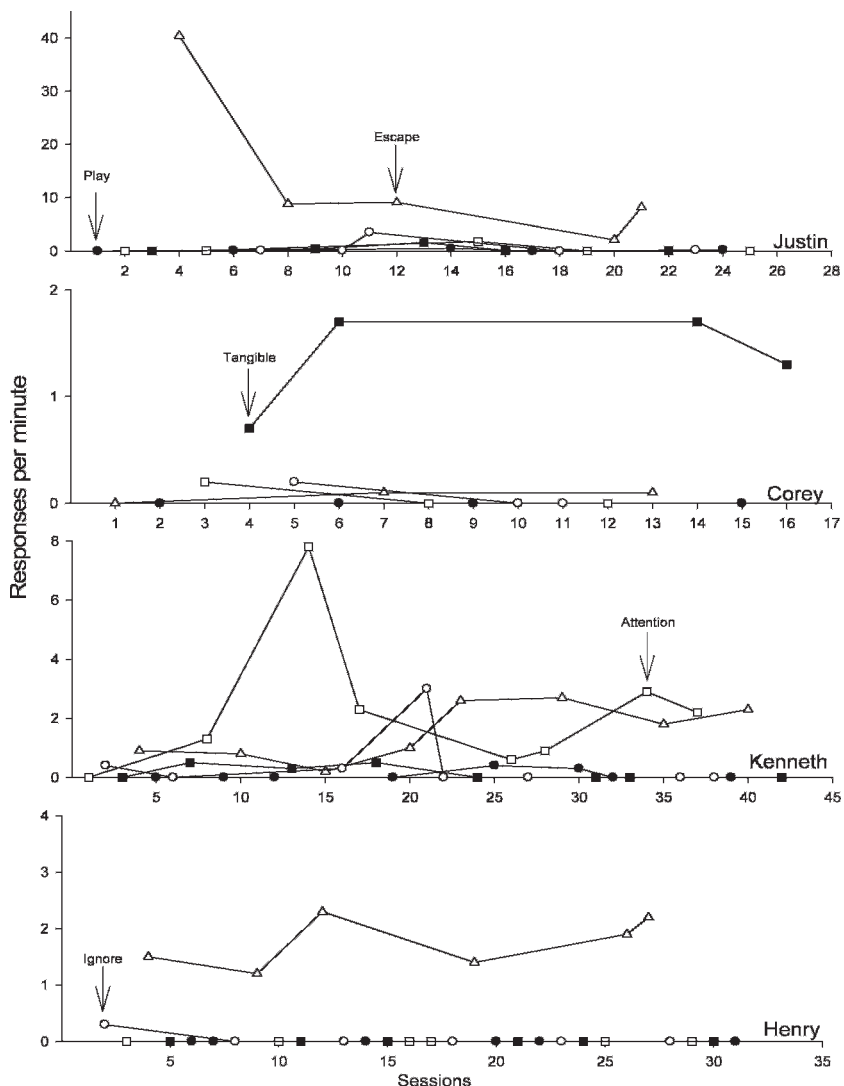 40
30
20
10
0
Escape
Play
Justin
2 4 6 8 10 12 14 16 18 20 22 24 26 28
2
1
0
Tangible
Corey
1 2 3 4 5 6 7 8 9 10 11 12 13 14 15 16 17
Responses per minute
8
6
4
2
0
Attention
Kenneth
5 10 15 20 25 30 35 40 45
4
3
2
1
0
Ignore
Henry
5 10 15 20 25 30 35
Sessions